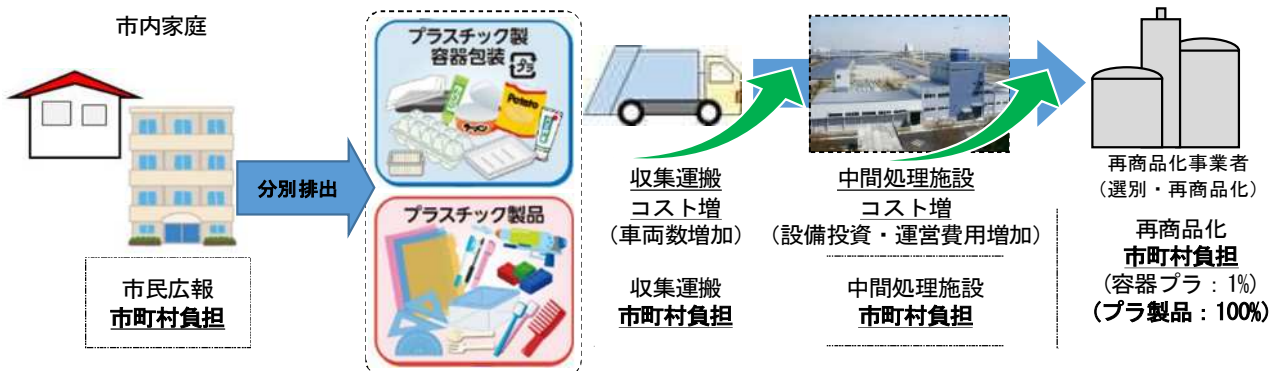 市内家庭
分別排出
市民広報
市町村負担
プラスチック製
容器包装 プラ
Potato
ラーメン
プラスチック製品
収集運搬
コスト増
（車両数増加）
収集運搬
市町村負担
中間処理施設
コスト増
（設備投資・運営費用増加）
中間処理施設
市町村負担
再商品化事業者
（選別・再商品化）
再商品化
市町村負担
(容器プラ：1%)
(プラ製品：100%)